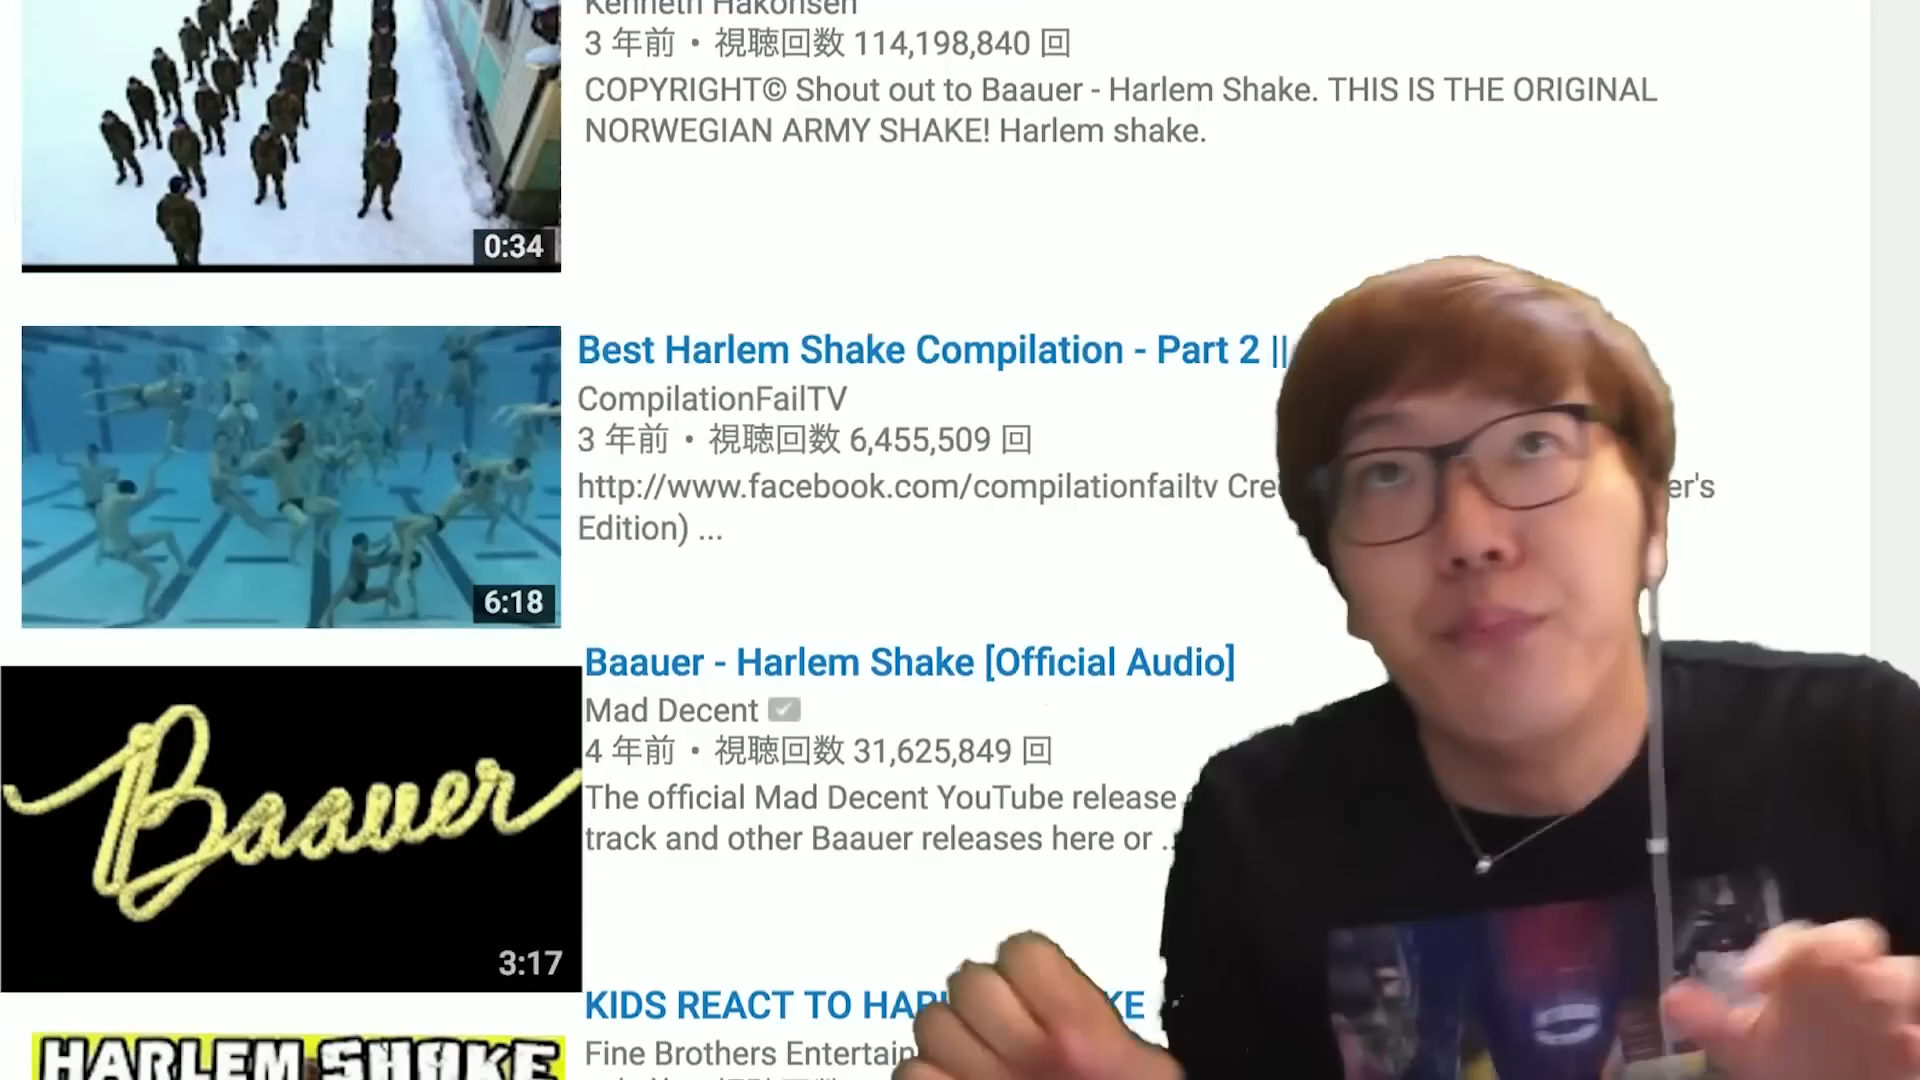 Kenneth Håkonsen
3 年前 • 視聴回数 114,198,840 回
COPYRIGHT© Shout out to Baauer - Harlem Shake. THIS IS THE ORIGINAL
NORWEGIAN ARMY SHAKE! Harlem shake.
0:34
Best Harlem Shake Compilation - Part 2 ||
CompilationFailTV
3 年前 • 視聴回数 6,455,509 回
http://www.facebook.com/compilationfailtv er's
Edition) ...
6:18
Baauer - Harlem Shake [Official Audio]
Mad Decent
4 年前 • 視聴回数 31,625,849 回
The official Mad Decent YouTube release
track and other Baauer releases here or ..
Baauer
3:17
KIDS REACT TO
Fine Brothers
HARLEM SHAKE